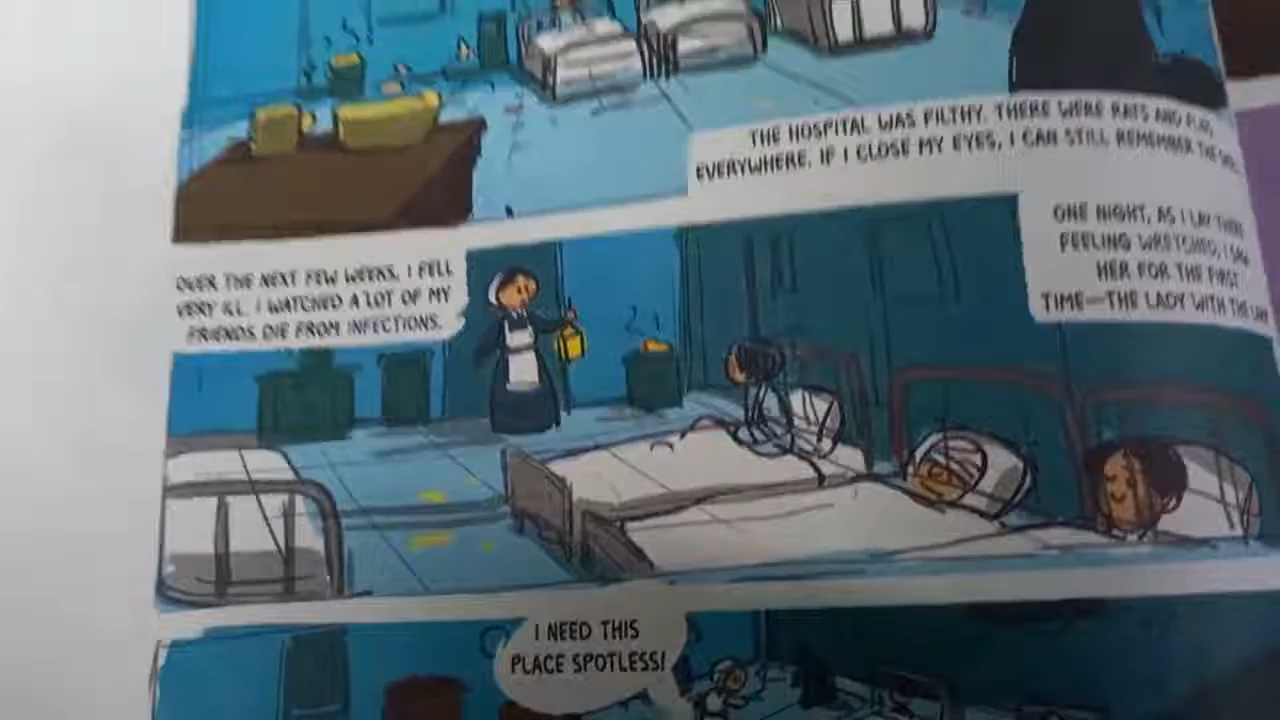 THE HOSPITAL WAS FILTHY. THERE WERE RATS AND
EVERYWHERE. IF I CLOSE MY EYES, I CAN STILL REMEMBER THE
OVER THE NEXT FEW WEEKS, I FELL
VERY ILL. I WATCHED A LOT OF MY
FRIENDS DIE FROM INFECTIONS.
ONE NIGHT, AS I LAY THERE
FEELING WRETCHED, I SAW
HER FOR THE FIRST
TIME—THE LADY WITH THE
I NEED THIS
PLACE SPOTLESS!